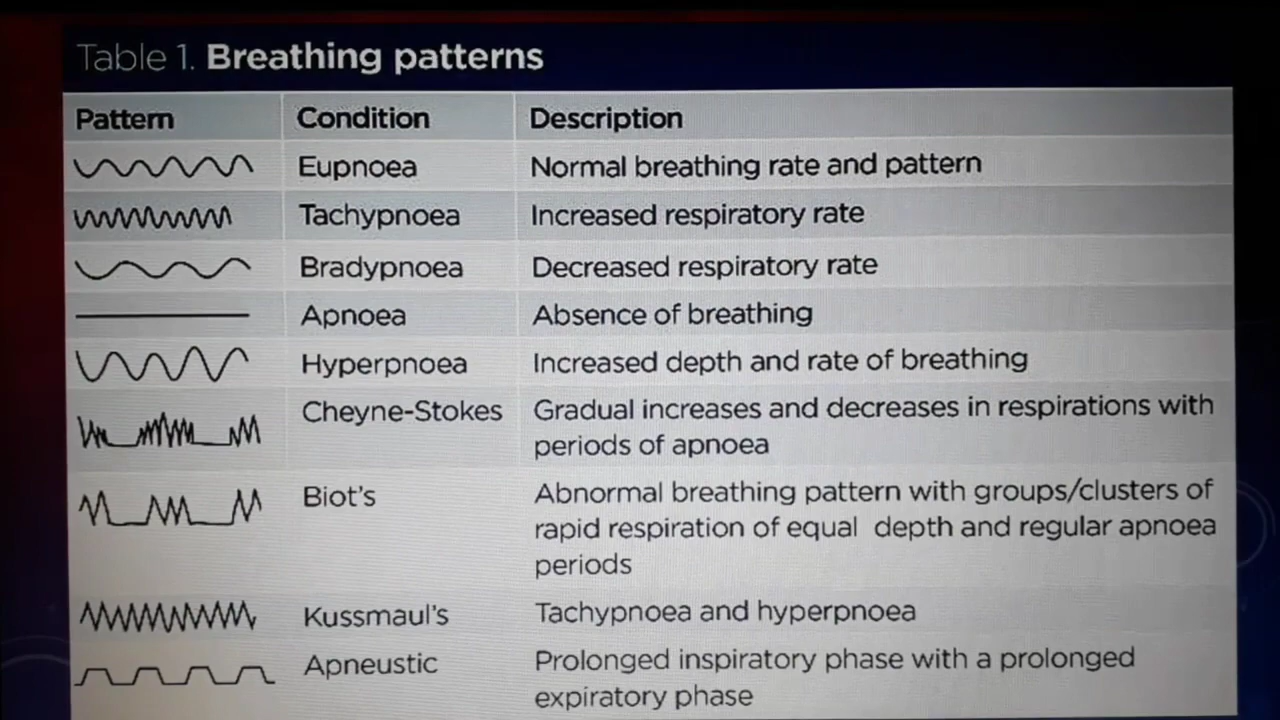 Table 1. Breathing patterns
Pattern Condition Description
Eupnoea Normal breathing rate and pattern
Tachypnoea Increased respiratory rate
Bradypnoea Decreased respiratory rate
Apnoea Absence of breathing
Hyperpnoea Increased depth and rate of breathing
Cheyne-Stokes Gradual increases and decreases in respirations with
periods of apnoea
Biot's Abnormal breathing pattern with groups/clusters of
rapid respiration of equal depth and regular apnoea
periods
Kussmaul's Tachypnoea and hyperpnoea
Apneustic Prolonged inspiratory phase with a prolonged
expiratory phase